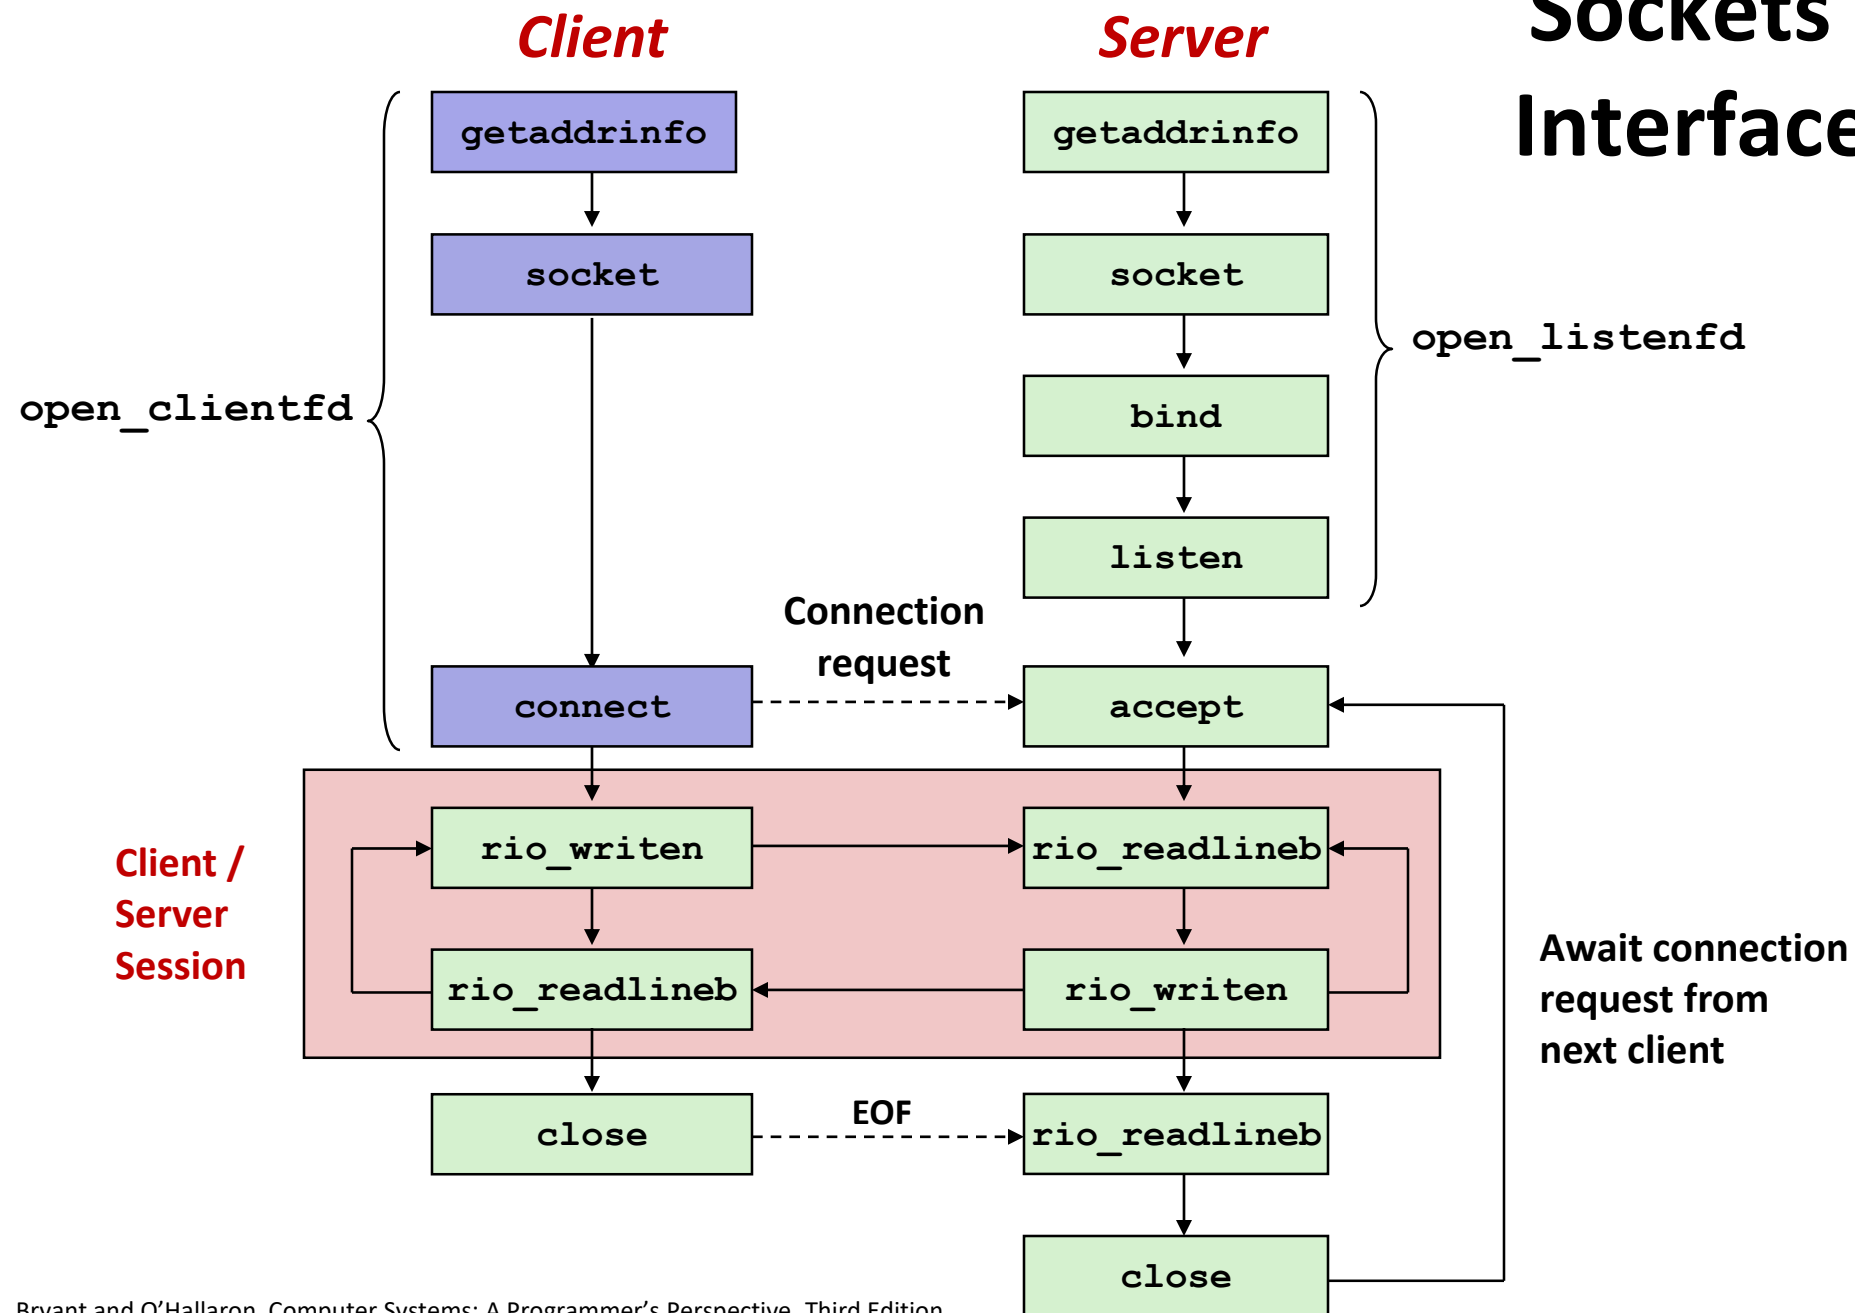 Sockets
Interface
Client
Server
getaddrinfo
getaddrinfo
socket
socket
open_listenfd
open_clientfd
bind
listen
Connection
request
connect
accept
Client /
Server
Session
rio_writen
rio_readlineb
rio_readlineb
rio_writen
Await connection
request from
next client
close
EOF
rio_readlineb
close
Bryant and O'Hallaron, Computer Systems: A Programmer's Perspective, Third Edition